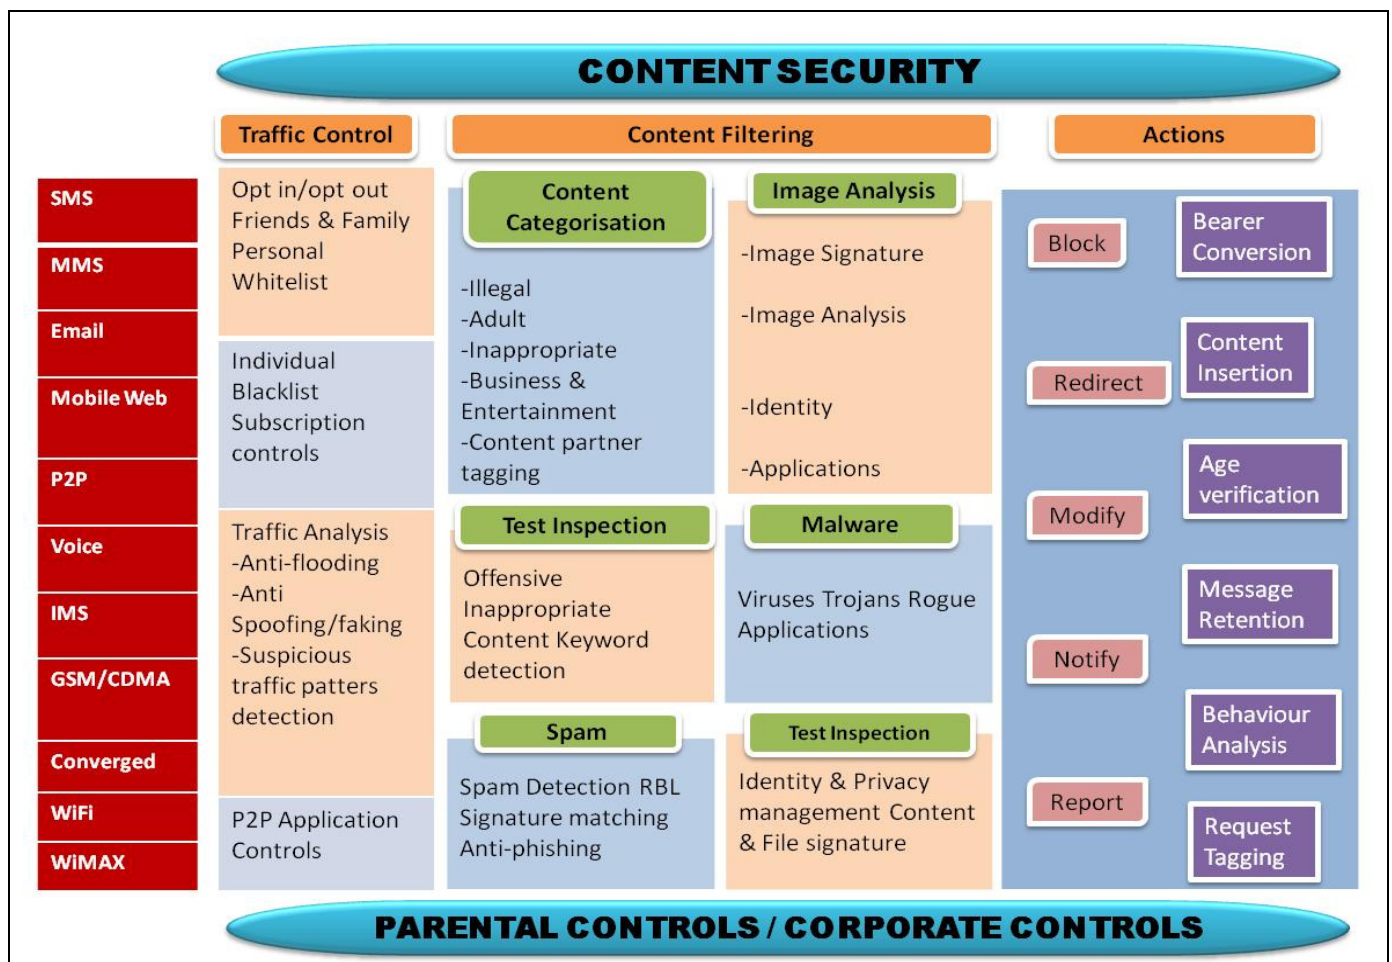 CONTENT SECURITY
Traffic Control
Content Filtering
Actions
SMS
MMS
Email
Mobile Web
P2P
Voice
IMS
GSM/CDMA
Converged
WiFi
WiMAX
Opt in/opt out
Friends & Family
Personal
Whitelist
Individual
Blacklist
Subscription
controls
Traffic Analysis
-Anti-flooding
-Anti
Spoofing/faking
-Suspicious
traffic patters
detection
P2P Application
Controls
Content
Categorisation
-Illegal
-Adult
-Inappropriate
-Business &
Entertainment
-Content partner
tagging
Image Analysis
-Image Signature
-Image Analysis
-Identity
-Applications
Test Inspection
Offensive
Inappropriate
Content Keyword
detection
Malware
Viruses Trojans Rogue
Applications
Spam
Spam Detection RBL
Signature matching
Anti-phishing
Test Inspection
Identity & Privacy
management Content
& File signature
Block
Redirect
Modify
Notify
Report
Bearer
Conversion
Content
Insertion
Age
verification
Message
Retention
Behaviour
Analysis
Request
Tagging
PARENTAL CONTROLS / CORPORATE CONTROLS